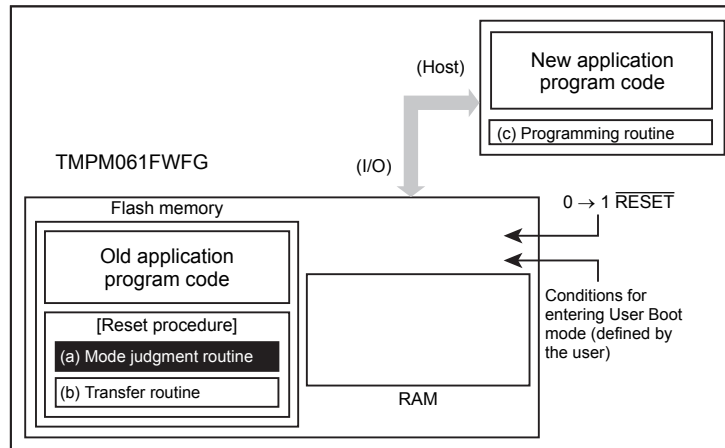 New application
program code
(Host)
(c) Programming routine
TMPM061FWFG
(I/O)
Flash memory
0 → 1 RESET
Old application
program code
Conditions for
entering User Boot
mode (defined by
the user)
[Reset procedure]
(a) Mode judgment routine
(b) Transfer routine
RAM